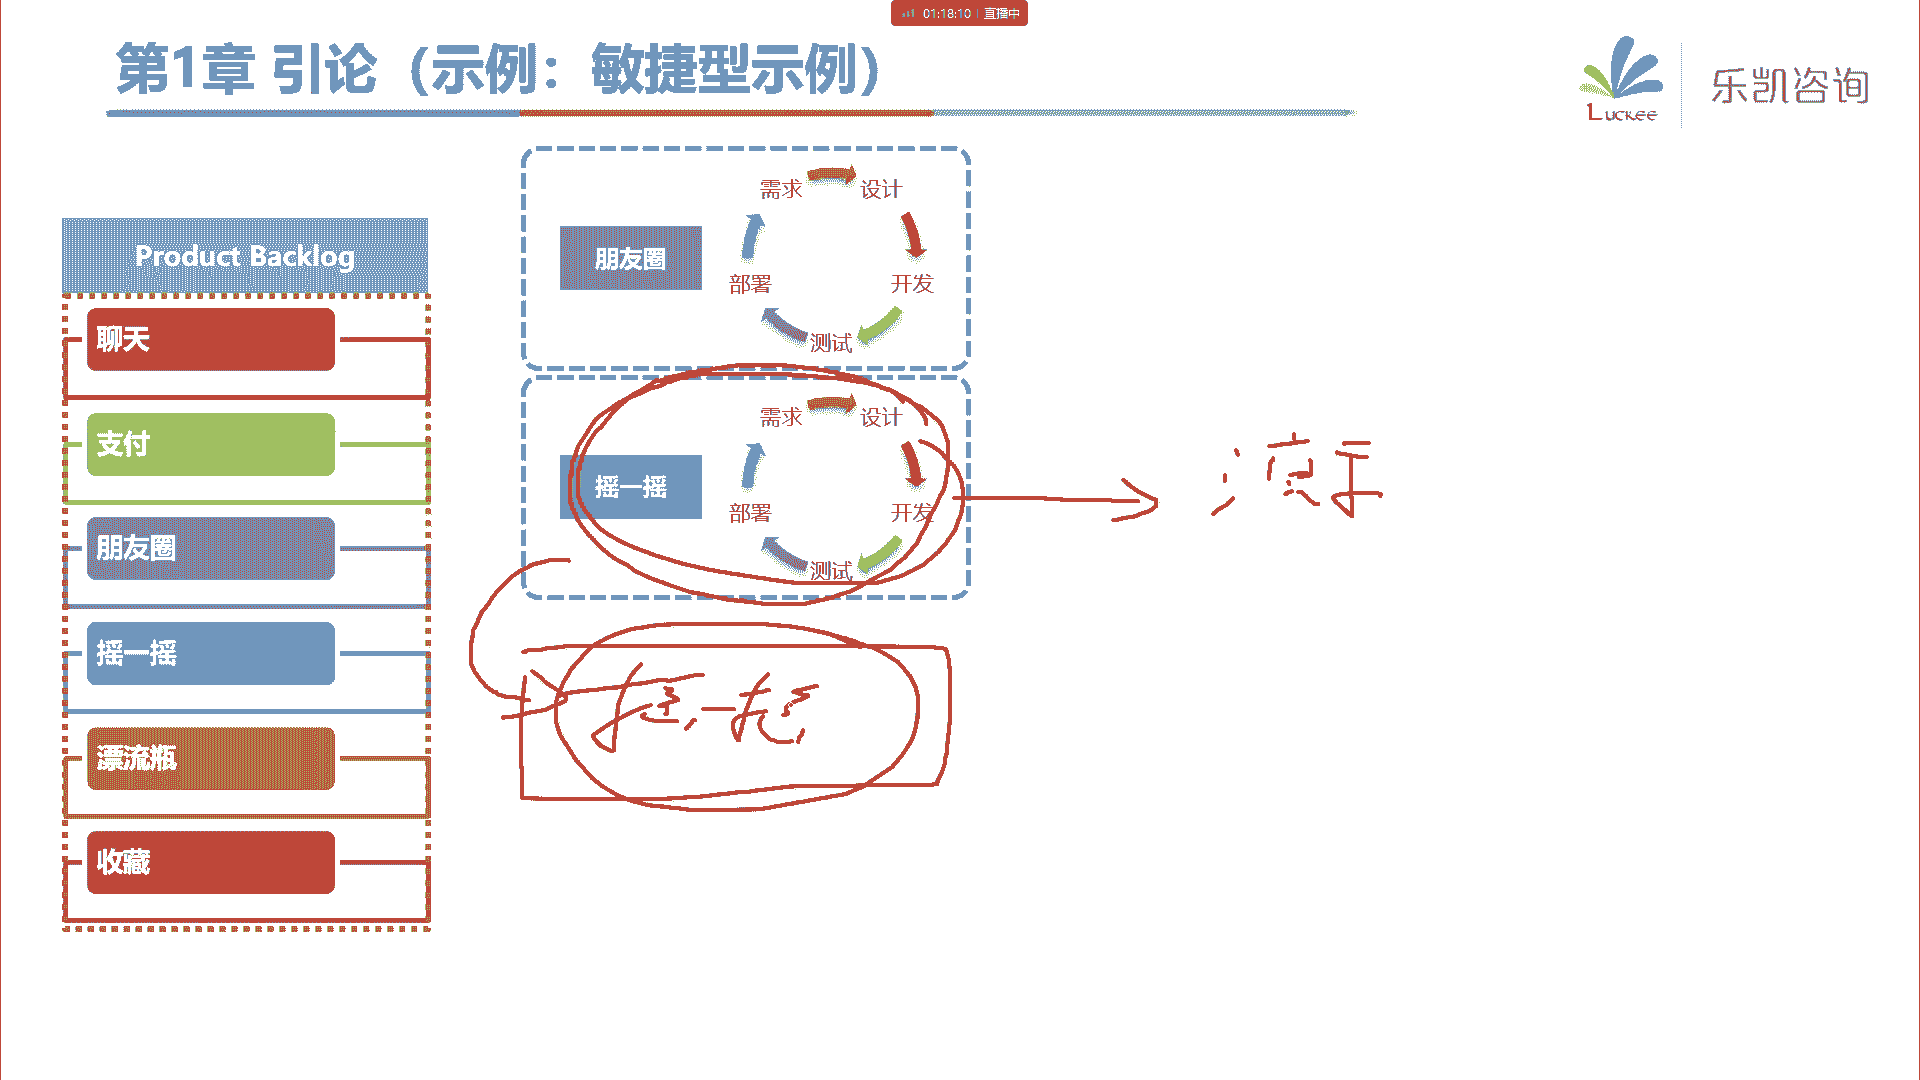 01:18:10 直播中
第1章 引论（示例：敏捷型示例）
Luckee
乐凯咨询
Product Backlog
聊天
支付
朋友圈
摇一摇
漂流瓶
收藏
朋友圈
需求
设计
开发
测试
部署
摇一摇
需求
设计
开发
测试
部署
摇一摇